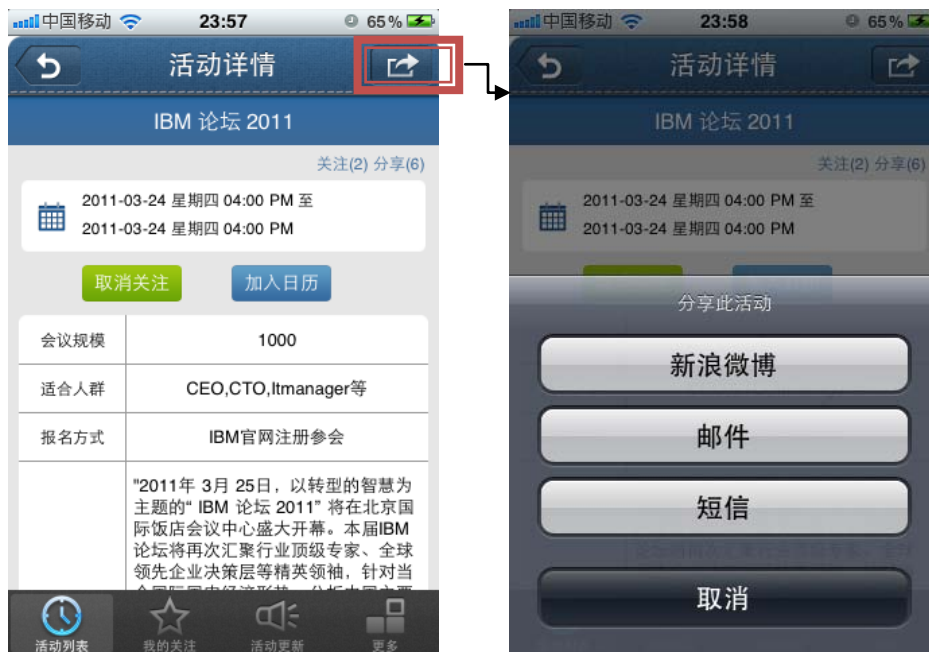 中国移动 23:57 65%
活动详情
IBM 论坛 2011
关注(2) 分享(6)
2011-03-24 星期四 04:00 PM 至
2011-03-24 星期四 04:00 PM
取消关注 加入日历
会议规模 1000
适合人群 CEO,CTO,Itmanager等
报名方式 IBM官网注册参会
"2011年 3月 25日，以转型的智慧为
主题的“ IBM 论坛 2011” 将在北京国
际饭店会议中心盛大开幕。本届IBM
论坛将再次汇聚行业顶级专家、全球
领先企业决策层等精英领袖，针对当
活动列表 我的关注 活动更新 更多
中国移动 23:58 65%
活动详情
IBM 论坛 2011
关注(2) 分享(6)
2011-03-24 星期四 04:00 PM 至
2011-03-24 星期四 04:00 PM
分享此活动
新浪微博
邮件
短信
取消